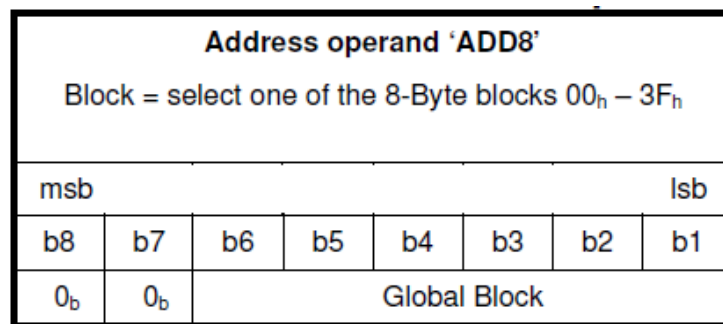 Address operand ‘ADD8’
Block = select one of the 8-Byte blocks 00h – 3Fh
msb lsb
b8 b7 b6 b5 b4 b3 b2 b1
0b 0b Global Block